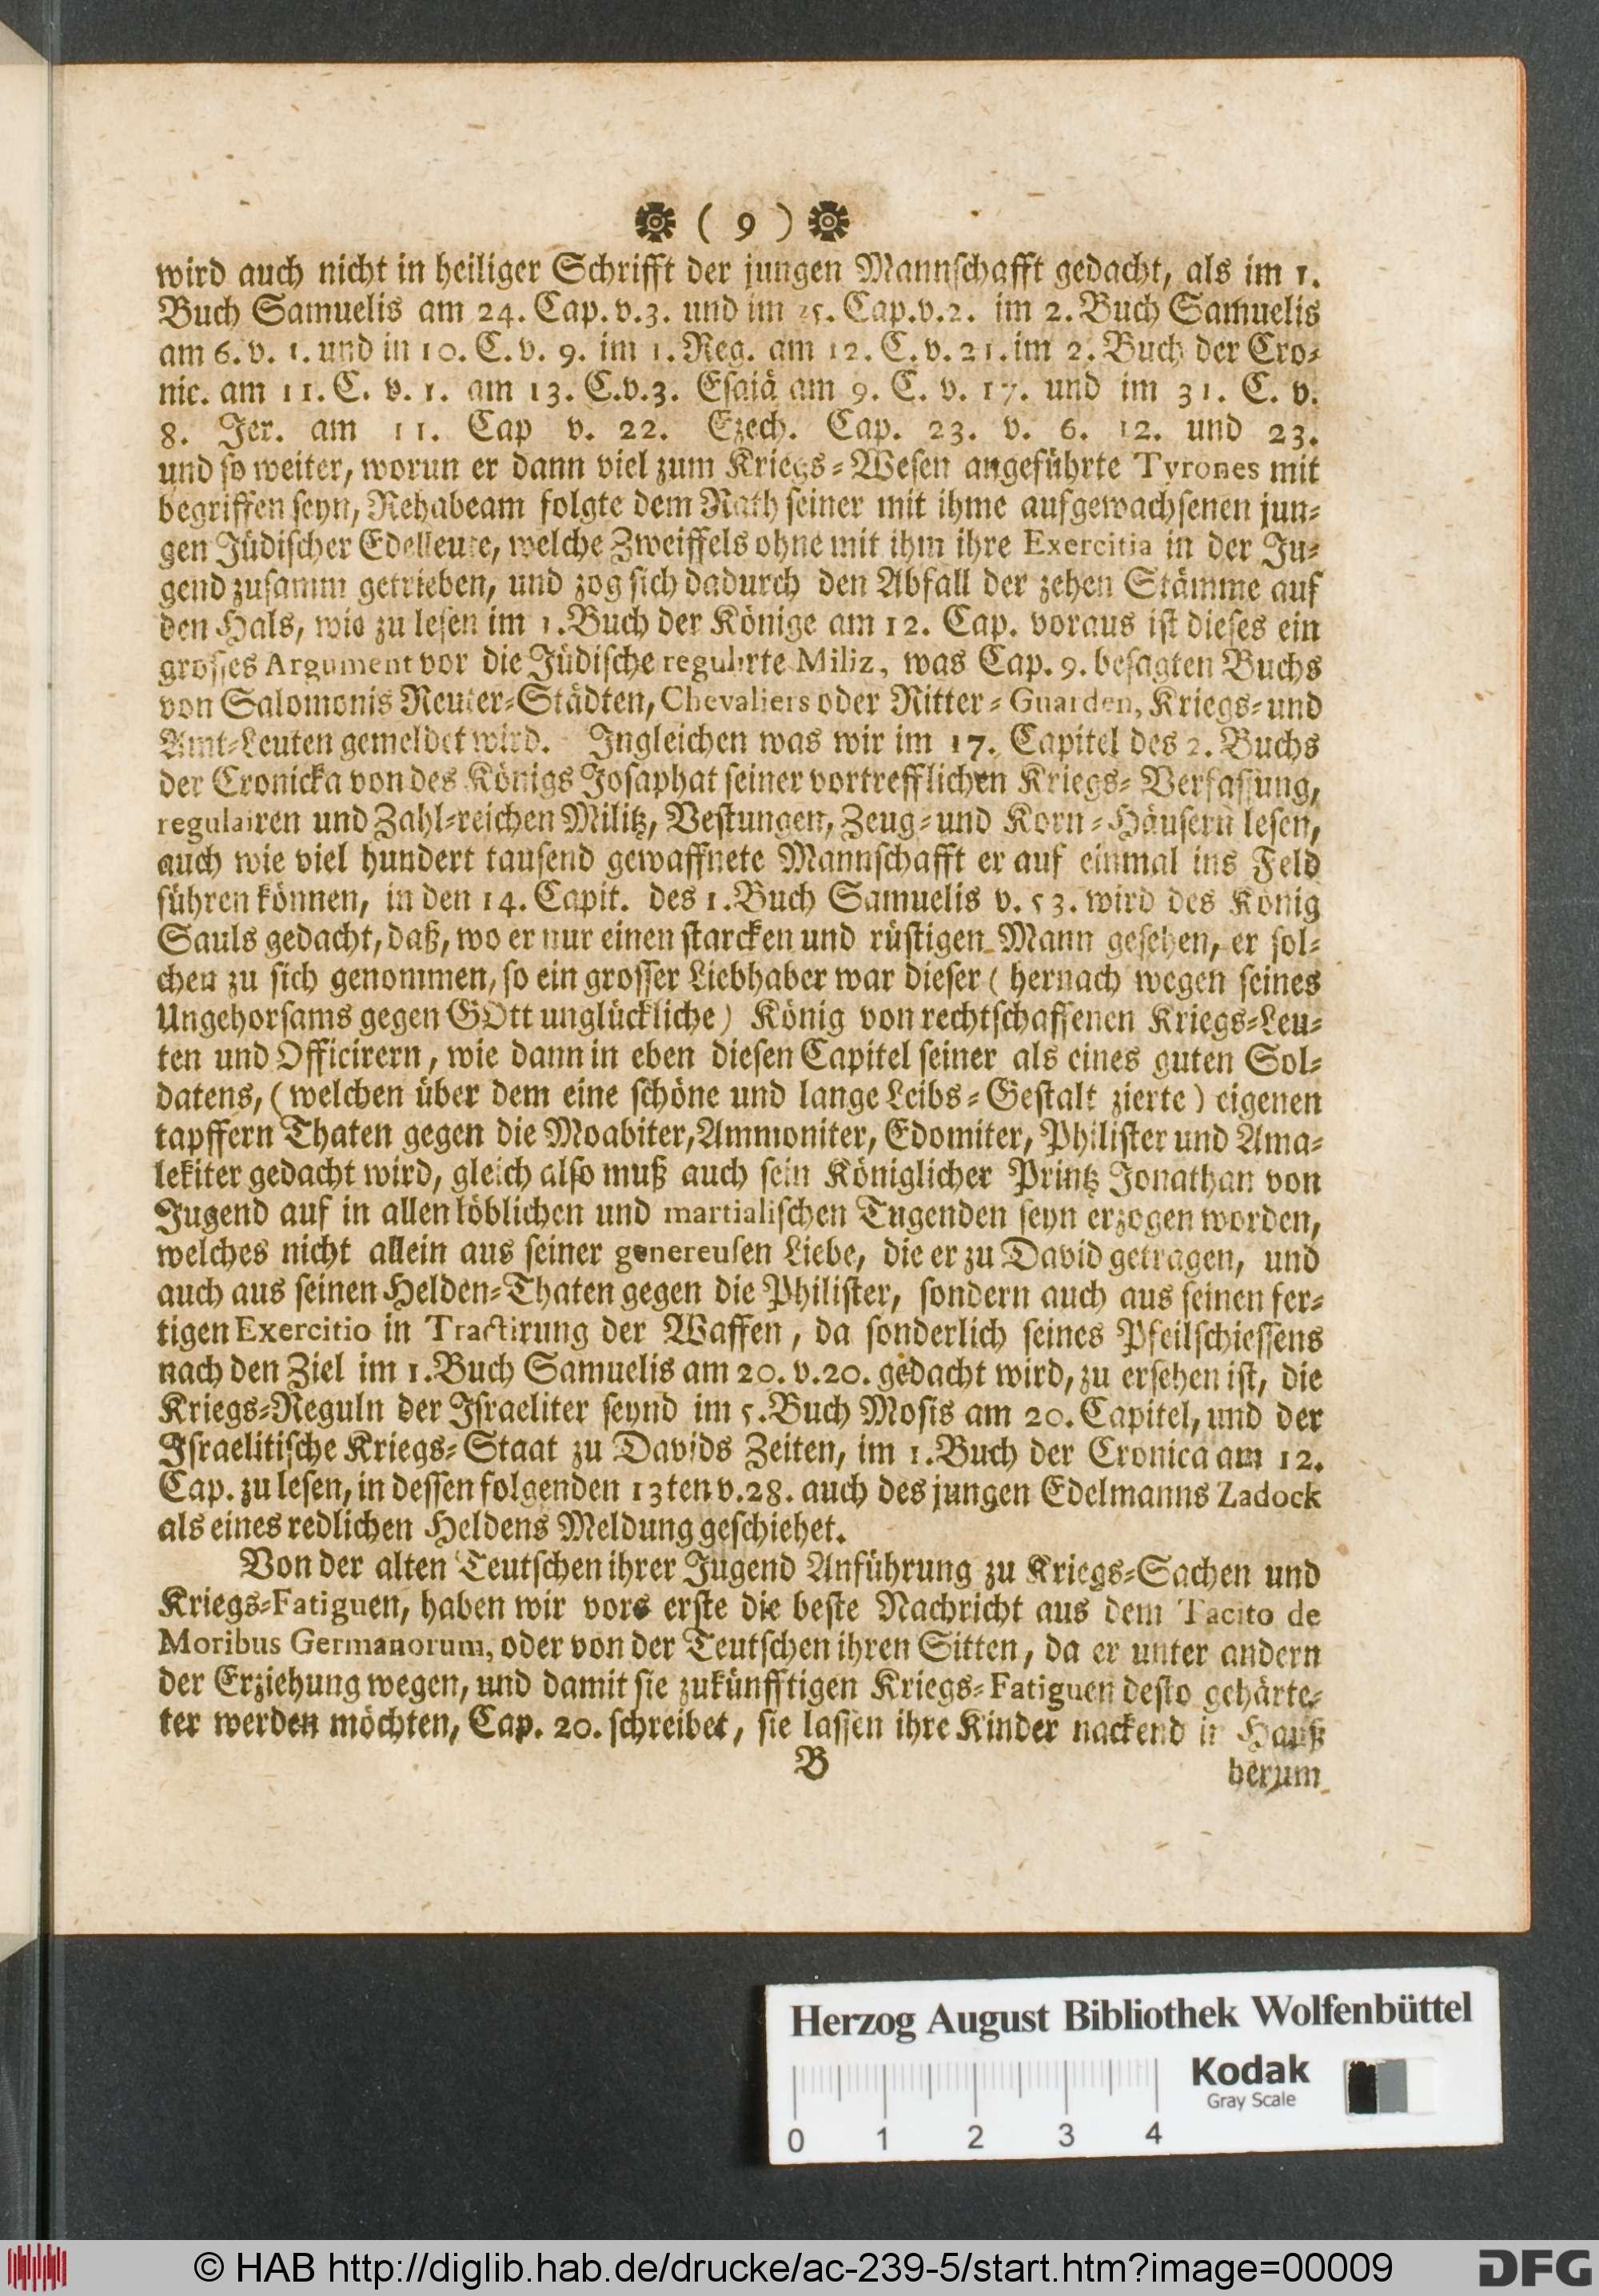 ( 9 )
wird auch nicht in heiliger Schrifft der jungen Mannschafft gedacht, als im 1.
Buch Samuelis am 24. Cap. v. 3. und im 25. Cap. v. 2. im 2. Buch Samuelis
am 6. v. 1. und in 10. C. v. 9. im 1. Reg. am 12. C. v. 21. im 2. Buch der Cro-
nic. am 11. C. v. 1. am 13. C. v. 3. Esaiä am 9. C. v. 17. und im 31. C. v.
8. Jer. am 11. Cap v. 22. Ezech. Cap. 23. v. 6. 12. und 23.
und so weiter, worun er dann viel zum Kriegs-Wesen angeführte Tyrones mit
begriffen seyn, Rehabeam folgte dem Rath seiner mit ihme aufgewachsenen jun-
gen Jüdischer Edelleute, welche Zweiffels ohne mit ihm ihre Exercitia in der Ju-
gend zusamm getrieben, und zog sich dadurch den Abfall der zehen Stämme auf
den Hals, wie zu lesen im 1. Buch der Könige am 12. Cap. voraus ist dieses ein
grosses Argument vor die Jüdische regulirte Miliz, was Cap. 9. besagten Buchs
von Salomonis Reuter-Städten, Chevaliers oder Ritter-Guarden, Kriegs- und
Amt-Leuten gemeldet wird. Ingleichen was wir im 17. Capitel des 2. Buchs
der Cronicka von des Königs Josaphat seiner vortrefflichen Kriegs-Verfassung,
regulairen und Zahl-reichen Militz, Vestungen, Zeug- und Korn-Häusern lesen,
auch wie viel hundert tausend gewaffnete Mannschafft er auf einmal ins Feld
führen können, in den 14. Capit. des 1. Buch Samuelis v. 53. wird des König
Sauls gedacht, daß, wo er nur einen starcken und rüstigen Mann gesehen, er sol-
chen zu sich genommen, so ein grosser Liebhaber war dieser ( hernach wegen seines
Ungehorsams gegen GOtt unglückliche) König von rechtschaffenen Kriegs-Leu-
ten und Officirern, wie dann in eben diesen Capitel seiner als eines guten Sol-
datens, ( welchen über dem eine schöne und lange Leibs-Gestalt zierte ) eigenen
tapffern Thaten gegen die Moabiter, Ammoniter, Edomiter, Philister und Ama-
lekiter gedacht wird, gleich also muß auch sein Königlicher Printz Jonathan von
Jugend auf in allen löblichen und martialischen Tugenden seyn erzogen worden,
welches nicht allein aus seiner genereusen Liebe, die er zu David getragen, und
auch aus seinen Helden-Thaten gegen die Philister, sondern auch aus seinen fer-
tigen Exercitio in Tractirung der Waffen, da sonderlich seines Pfeilschiessens
nach den Ziel im 1. Buch Samuelis am 20. v. 20. gedacht wird, zu ersehen ist, die
Kriegs-Reguln der Israeliter seynd im 5. Buch Mosis am 20. Capitel, und der
Israelitische Kriegs-Staat zu Davids Zeiten, im 1. Buch der Cronica am 12.
Cap. zu lesen, in dessen folgenden 13ten v. 28. auch des jungen Edelmanns Zadock
als eines redlichen Heldens Meldung geschiehet.
Von der alten Teutschen ihrer Jugend Anführung zu Kriegs-Sachen und
Kriegs-Fatiguen, haben wir vors erste die beste Nachricht aus dem Tacito de
Moribus Germanorum, oder von der Teutschen ihren Sitten, da er unter andern
der Erziehung wegen, und damit sie zukünfftigen Kriegs-Fatiguen desto gehärte-
ter werden möchten, Cap. 20. schreibet, sie lassen ihre Kinder nackend in Hauß
B
herum
Herzog August Bibliothek Wolfenbüttel
Kodak
Gray Scale
0 1 2 3 4
© HAB http://diglib.hab.de/drucke/ac-239-5/start.htm?image=00009
DFG